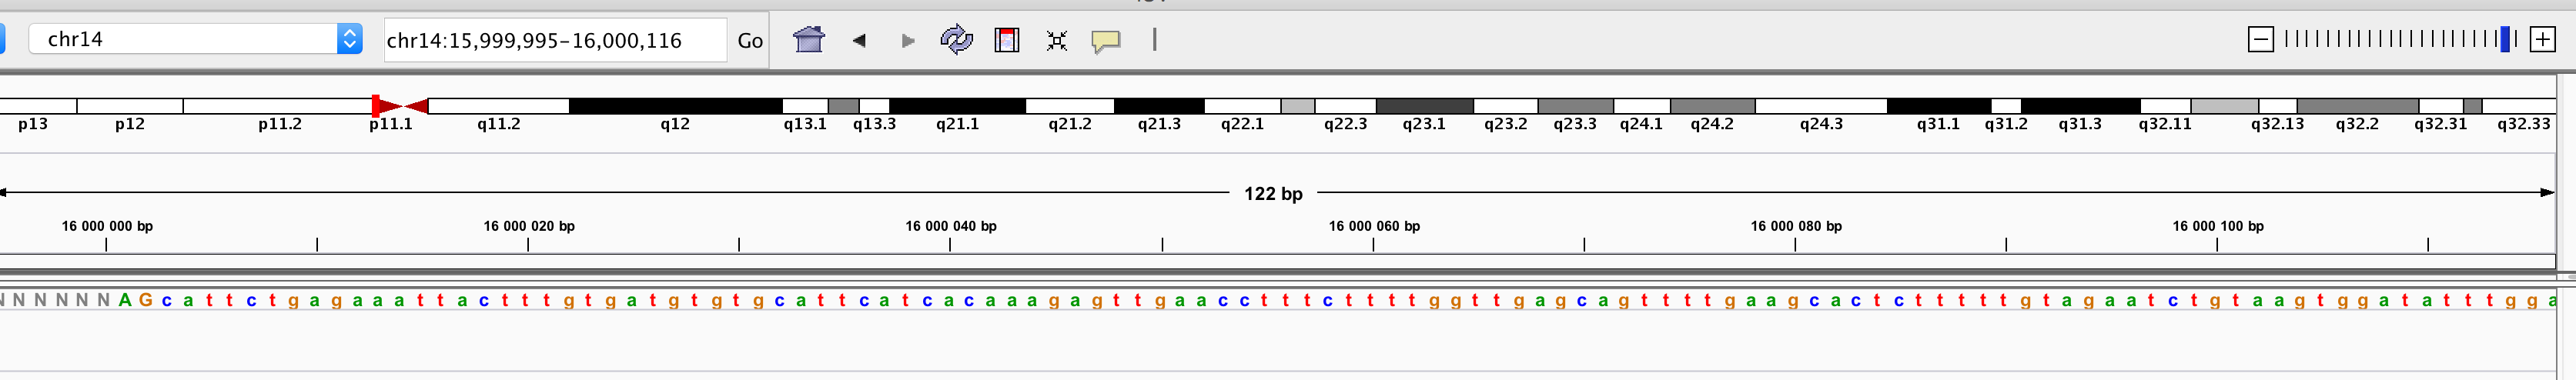 chr14 chr14:15,999,995-16,000,116 Go
p13 p12 p11.2 p11.1 q11.2 q12 q13.1 q13.3 q21.1 q21.2 q21.3 q22.1 q22.3 q23.1 q23.2 q23.3 q24.1 q24.2 q24.3 q31.1 q31.2 q31.3 q32.11 q32.13 q32.2 q32.31 q32.33
122 bp
16 000 000 bp 16 000 020 bp 16 000 040 bp 16 000 060 bp 16 000 080 bp 16 000 100 bp
N N N N N N A G c a t t c t g a g a a a t t a c t t t g t g a t g t g t g c a t t c a t c a c a a a g a g t t g a a c c t t t c t t t t g g t t g a g c a g t t t t g a a g c a c t c t t t t t g t a g a a t c t g t a a g t g g a t a t t t g g a